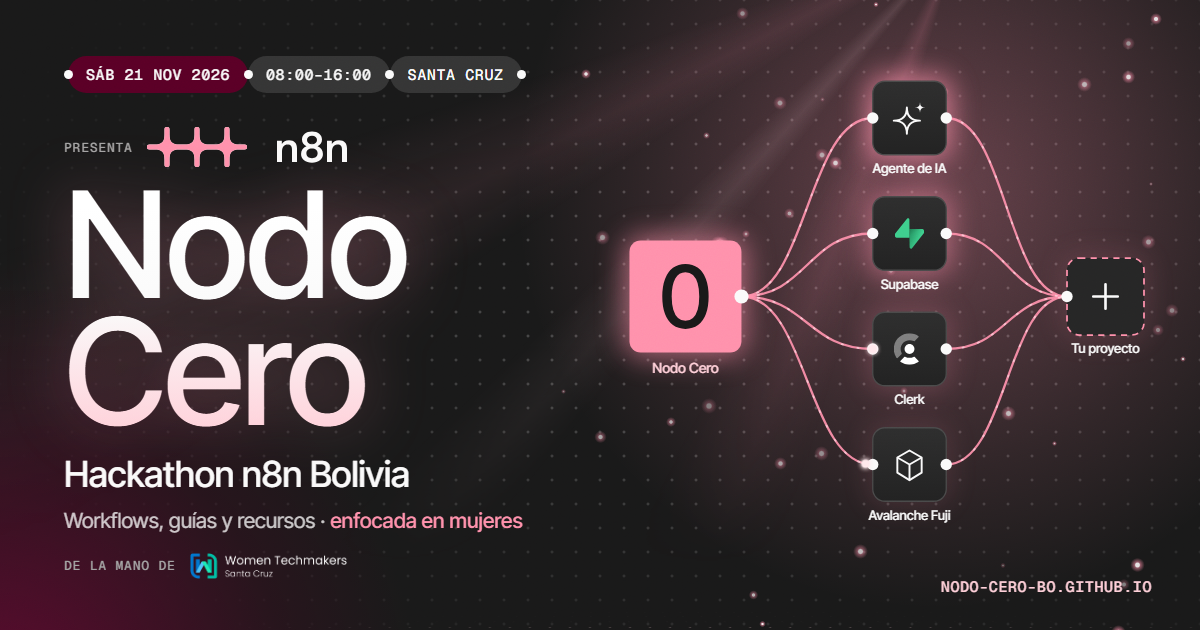 SÁB 21 NOV 2026
08:00-16:00
SANTA CRUZ
PRESENTA
n8n
Nodo
Cero
Hackathon n8n Bolivia
Workflows, guías y recursos · enfocada en mujeres
DE LA MANO DE
Women Techmakers
Santa Cruz
0
Nodo Cero
Agente de IA
Supabase
Clerk
Avalanche Fuji
Tu proyecto
NODO-CERO-BO.GITHUB.IO